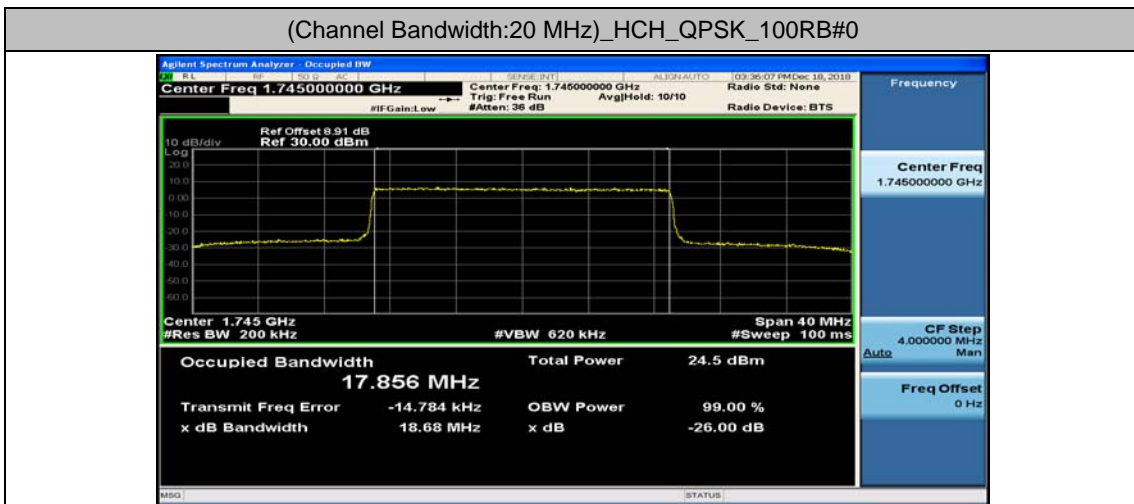 (Channel Bandwidth:20 MHz)_HCH_QPSK_100RB#0
Agilent Spectrum Analyzer - Occupied BW
RL RF 50 Ω AC SENSE:INT ALIGN AUTO 03:36:07 PM Dec 18, 2018
Center Freq 1.745000000 GHz
Center Freq: 1.745000000 GHz
Radio Std: None
Trig: Free Run Avg|Hold: 10/10
#IFGain:Low #Atten: 36 dB
Radio Device: BTS
Ref Offset 8.91 dB
10 dB/div Ref 30.00 dBm
Log
20.0
10.0
0.00
-10.0
-20.0
-30.0
-40.0
-50.0
-60.0
Center 1.745 GHz Span 40 MHz
#Res BW 200 kHz #VBW 620 kHz #Sweep 100 ms
Occupied Bandwidth Total Power 24.5 dBm
17.856 MHz
Transmit Freq Error -14.784 kHz OBW Power 99.00 %
x dB Bandwidth 18.68 MHz x dB -26.00 dB
MSG STATUS
Frequency
Center Freq
1.745000000 GHz
CF Step
4.000000 MHz
Auto Man
Freq Offset
0 Hz